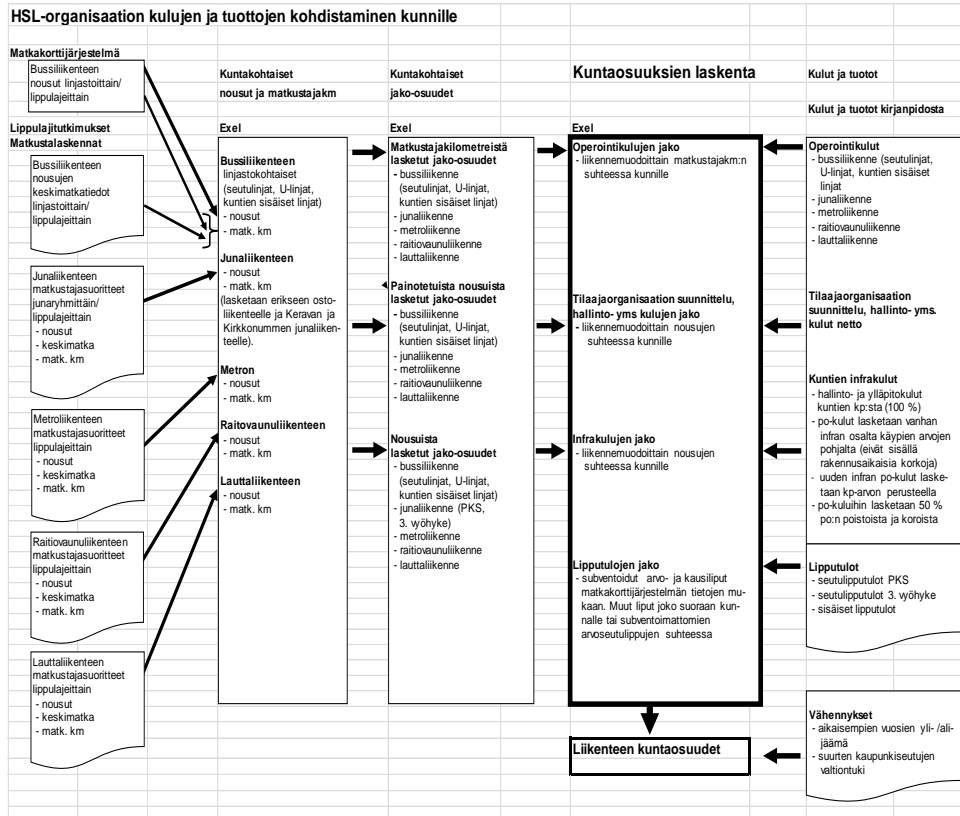 HSL-organisaation kulujen ja tuottojen kohdistaminen kunnille
Matkakorttijärjestelmä
Bussiliikenteen
nousut linjastoittain/
lippulajeittain
Lippulajitutkimukset
Matkustalaskennat
Bussiliikenteen
nousujen
keskimatkatiedot
linjastoittain/
lippulajeittain
Junaliikenteen
matkustajasuoritteet
junaryhmittäin/
lippulajeittain
- nousut
- keskimatka
- matk. km
Metroliikenteen
matkustajasuoritteet
lippulajeittain
- nousut
- keskimatka
- matk. km
Raitiovaunuliikenteen
matkustajasuoritteet
lippulajeittain
- nousut
- keskimatka
- matk. km
Lauttaliikenteen
matkustajasuoritteet
lippulajeittain
- nousut
- keskimatka
- matk. km
Kuntakohtaiset
nousut ja matkustajakm
Exel
Bussiliikenteen
linjastokohtaiset
(seutulinjat, U-linjat,
kuntien sisäiset linjat)
- nousut
- matk. km
Junaliikenteen
- nousut
- matk. km
(lasketaan erikseen osto-
liikenteelle ja Keravan ja
Kirkkonummen junaliiken-
teelle).
Metron
- nousut
- matk. km
Raitovaunuliikenteen
- nousut
- matk. km
Lauttaliikenteen
- nousut
- matk. km
Kuntakohtaiset
jako-osuudet
Exel
Matkustajakilometreistä
lasketut jako-osuudet
- bussiliikenne
(seutulinjat, U-linjat,
kuntien sisäiset linjat)
- junaliikenne
- metroliikenne
- raitiovaunuliikenne
- lauttaliikenne
Painotetuista nousuista
lasketut jako-osuudet
- bussiliikenne
(seutulinjat, U-linjat,
kuntien sisäiset linjat)
- junaliikenne
- metroliikenne
- raitiovaunuliikenne
- lauttaliikenne
Nousuista
lasketut jako-osuudet
- bussiliikenne
(seutulinjat, U-linjat,
kuntien sisäiset linjat)
- junaliikenne (PKS,
3. vyöhyke)
- metroliikenne
- raitiovaunuliikenne
- lauttaliikenne
Kuntaosuuksien laskenta
Exel
Operointikulujen jako
- liikennemuodoittain matkustajakm:n
suhteessa kunnille
Tilaajaorganisaation suunnittelu,
hallinto- yms kulujen jako
- liikennemuodoittain nousujen
suhteessa kunnille
Infrakulujen jako
- liikennemuodoittain nousujen
suhteessa kunnille
Lipputulojen jako
- subventoidut arvo- ja kausiliput
matkakorttijärjestelmän tietojen mu-
kaan. Muut liput joko suoraan kun-
nalle tai subventoimattomien
arvoseutulippujen suhteessa
Liikenteen kuntaosuudet
Kulut ja tuotot
Kulut ja tuotot kirjanpidosta
Operointikulut
- bussiliikenne (seutulinjat,
U-linjat, kuntien sisäiset
linjat
- junaliikenne
- metroliikenne
- raitiovaunuliikenne
- lauttaliikenne
Tilaajaorganisaation
suunnittelu, hallinto- yms.
kulut netto
Kuntien infrakulut
- hallinto- ja ylläpitokulut
kuntien kp:sta (100 %)
- po-kulut lasketaan vanhan
infran osalta käypien arvojen
pohjalta (eivät sisällä
rakennusaikaisia korkoja)
- uuden infran po-kulut laske-
taan kp-arvon perusteella
- po-kuluihin lasketaan 50 %
po:n poistoista ja koroista
Lipputulot
- seutulipputulot PKS
- seutulipputulot 3. vyöhyke
- sisäiset lipputulot
Vähennykset
- aikaisempien vuosien yli- /ali-
jäämä
- suurten kaupunkiseutujen
valtiontuki